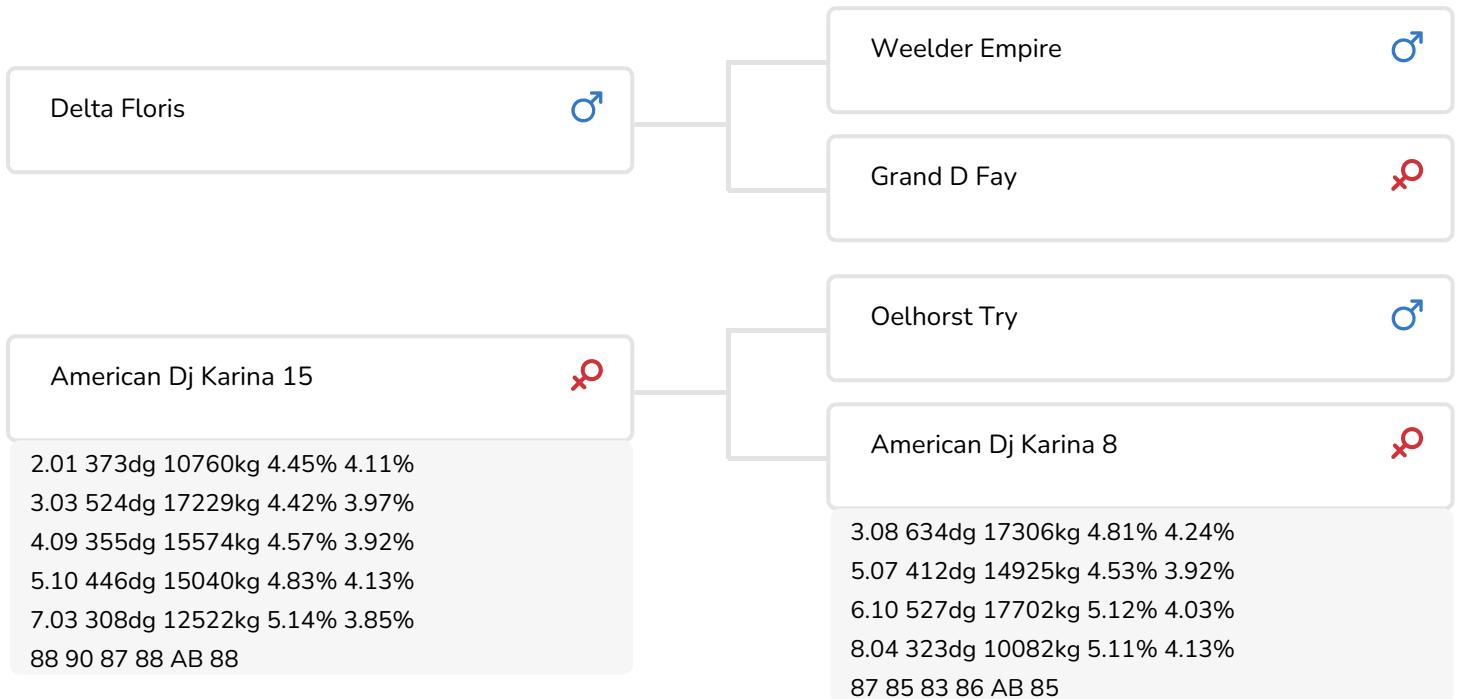 Delta Floris
American Dj Karina 15
2.01 373dg 10760kg 4.45% 4.11%
3.03 524dg 17229kg 4.42% 3.97%
4.09 355dg 15574kg 4.57% 3.92%
5.10 446dg 15040kg 4.83% 4.13%
7.03 308dg 12522kg 5.14% 3.85%
88 90 87 88 AB 88
Weelder Empire
Grand D Fay
Oelhorst Try
American Dj Karina 8
3.08 634dg 17306kg 4.81% 4.24%
5.07 412dg 14925kg 4.53% 3.92%
6.10 527dg 17702kg 5.12% 4.03%
8.04 323dg 10082kg 5.11% 4.13%
87 85 83 86 AB 85